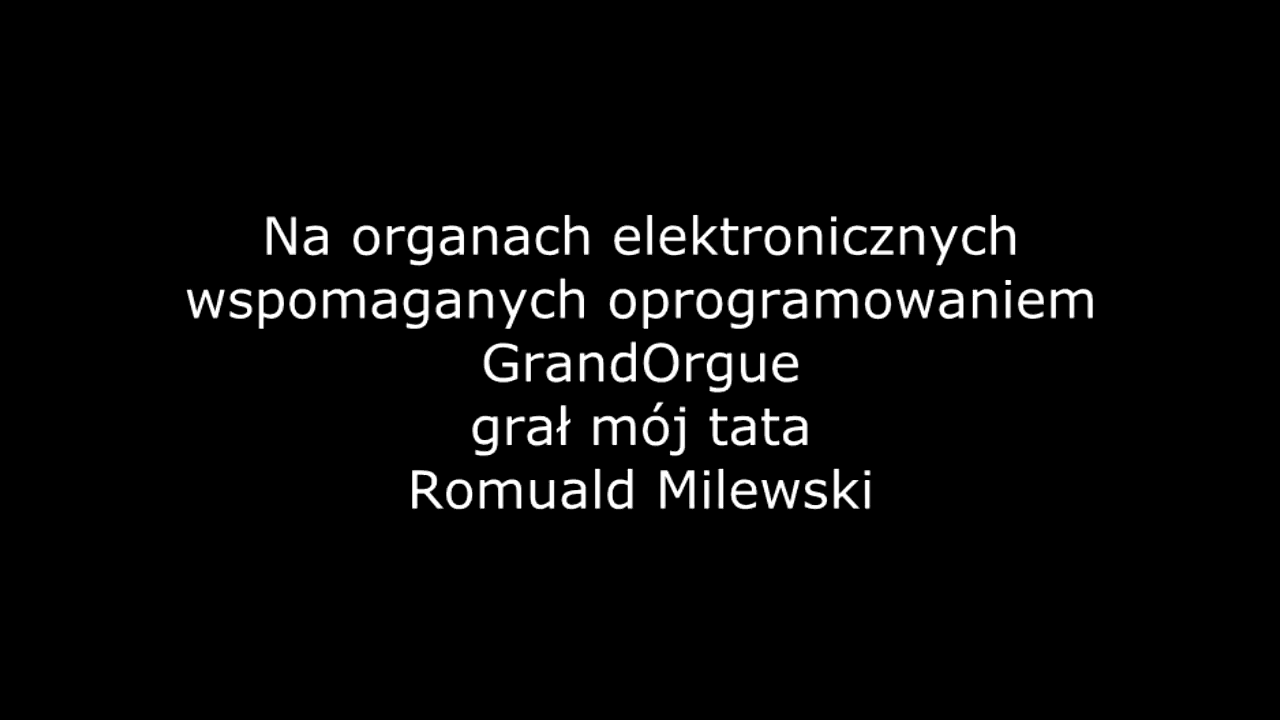 Na organach elektronicznych
wspomaganych oprogramowaniem
GrandOrgue
grał mój tata
Romuald Milewski